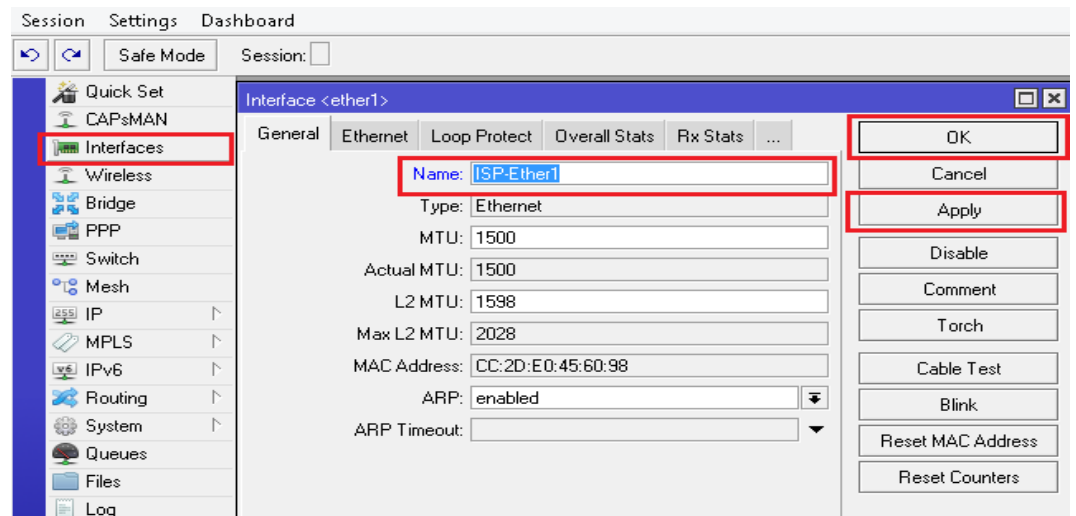 Session Settings Dashboard
Safe Mode Session:
Quick Set
CAPsMAN
Interfaces
Wireless
Bridge
PPP
Switch
Mesh
IP
MPLS
IPv6
Routing
System
Queues
Files
Log
Interface <ether1>
General Ethernet Loop Protect Overall Stats Rx Stats ...
Name: ISP-Ether1
Type: Ethernet
MTU: 1500
Actual MTU: 1500
L2 MTU: 1598
Max L2 MTU: 2028
MAC Address: CC:2D:E0:45:60:98
ARP: enabled
ARP Timeout:
OK
Cancel
Apply
Disable
Comment
Torch
Cable Test
Blink
Reset MAC Address
Reset Counters